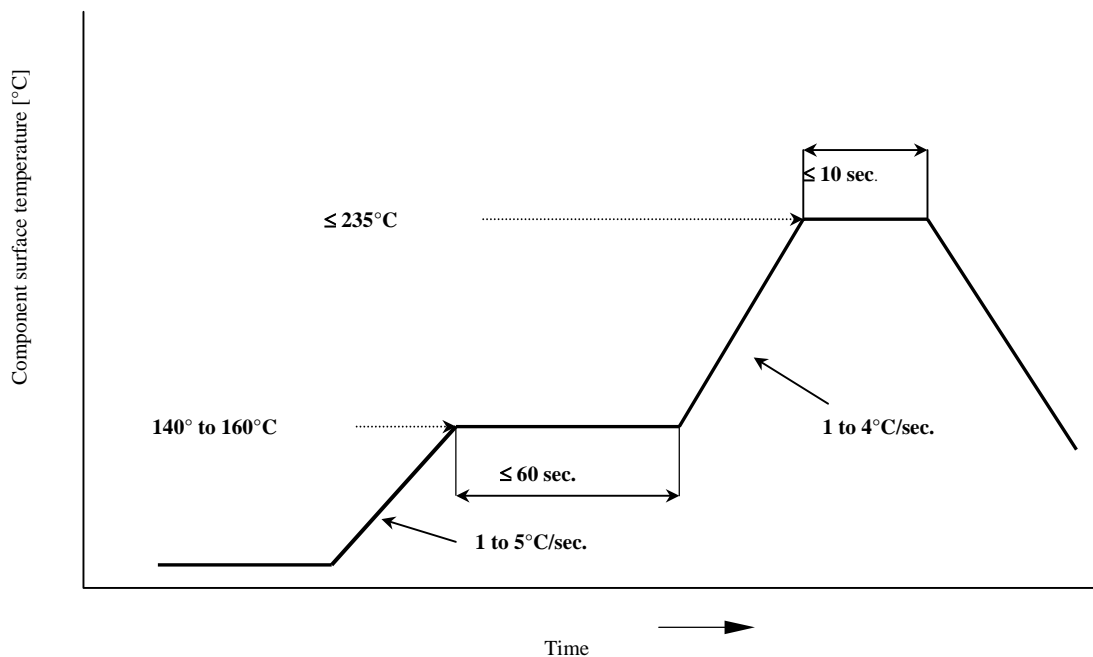 Component surface temperature [°C]
≤ 10 sec.
≤ 235°C
140° to 160°C
1 to 4°C/sec.
≤ 60 sec.
1 to 5°C/sec.
Time